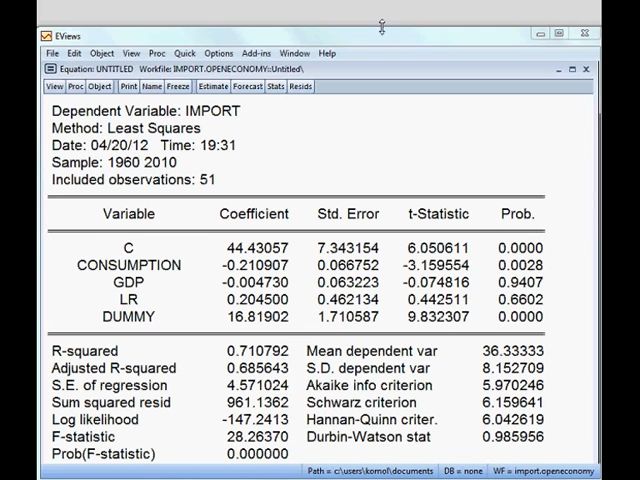 EViews
File Edit Object View Proc Quick Options Add-ins Window Help
Equation: UNTITLED Workfile: IMPORT.OPENECONOMY::Untitled\
View Proc Object Print Name Freeze Estimate Forecast Stats Resids
Dependent Variable: IMPORT
Method: Least Squares
Date: 04/20/12 Time: 19:31
Sample: 1960 2010
Included observations: 51
Variable Coefficient Std. Error t-Statistic Prob.
C 44.43057 7.343154 6.050611 0.0000
CONSUMPTION -0.210907 0.066752 -3.159554 0.0028
GDP -0.004730 0.063223 -0.074816 0.9407
LR 0.204500 0.462134 0.442511 0.6602
DUMMY 16.81902 1.710587 9.832307 0.0000
R-squared 0.710792 Mean dependent var 36.33333
Adjusted R-squared 0.685643 S.D. dependent var 8.152709
S.E. of regression 4.571024 Akaike info criterion 5.970246
Sum squared resid 961.1362 Schwarz criterion 6.159641
Log likelihood -147.2413 Hannan-Quinn criter. 6.042619
F-statistic 28.26370 Durbin-Watson stat 0.985956
Prob(F-statistic) 0.000000
Path = c:\users\komol\documents DB = none WF = import.openeconomy